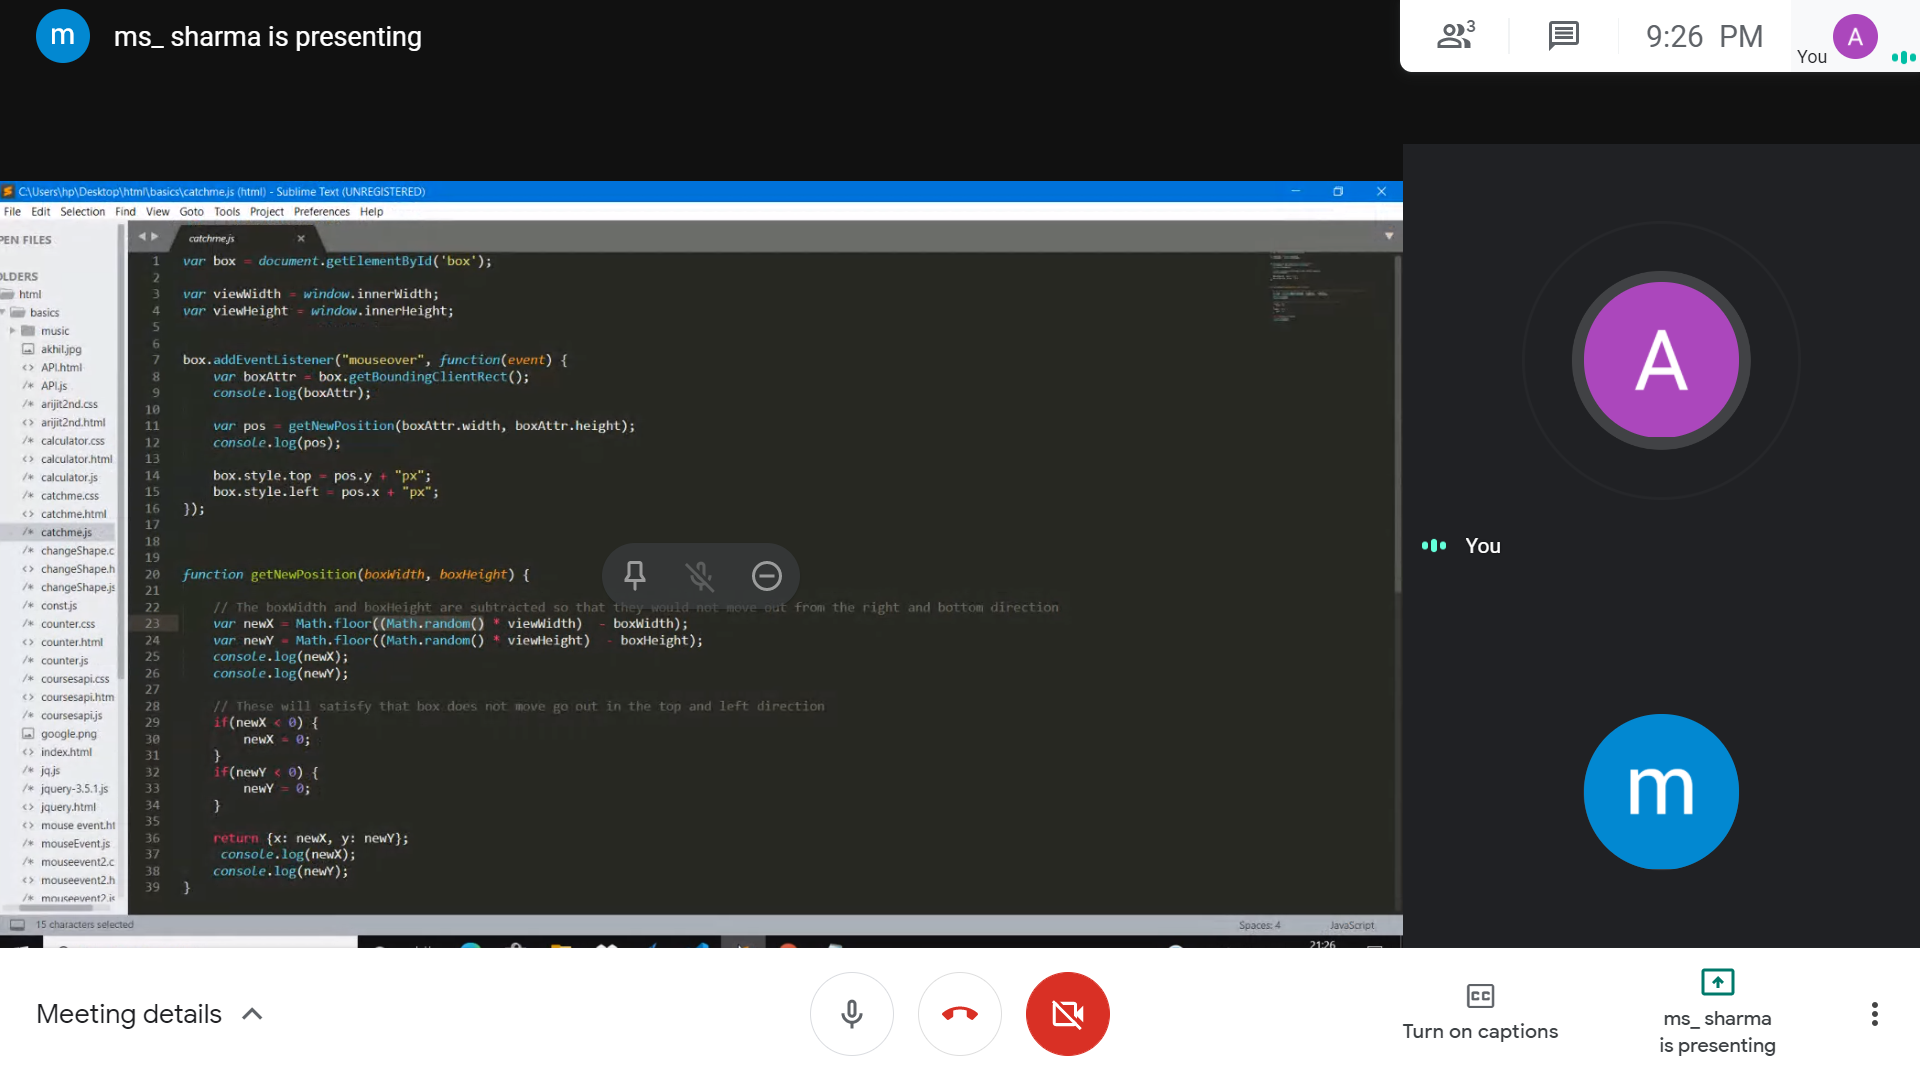 m
ms_ sharma is presenting
3
9:26 PM
You
A
C:\Users\hp\Desktop\html\basics\catchme.js (html) - Sublime Text (UNREGISTERED)
File Edit Selection Find View Goto Tools Project Preferences Help
PEN FILES
OLDERS
html
basics
music
akhil.jpg
API.html
API.js
arijit2nd.css
arijit2nd.html
calculator.css
calculator.html
calculator.js
catchme.css
catchme.html
catchme.js
changeShape.c
changeShape.h
changeShape.js
const.js
counter.css
counter.html
counter.js
coursesapi.css
coursesapi.htm
coursesapi.js
google.png
index.html
jq.js
jquery-3.5.1.js
jquery.html
mouse event.ht
mouseEvent.js
mouseevent2.c
mouseevent2.h
mouseevent2.js
catchme.js
1 var box = document.getElementById('box');
2
3 var viewWidth = window.innerWidth;
4 var viewHeight = window.innerHeight;
5
6
7 box.addEventListener("mouseover", function(event) {
8 var boxAttr = box.getBoundingClientRect();
9 console.log(boxAttr);
10
11 var pos = getNewPosition(boxAttr.width, boxAttr.height);
12 console.log(pos);
13
14 box.style.top = pos.y + "px";
15 box.style.left = pos.x + "px";
16 });
17
18
19
20 function getNewPosition(boxWidth, boxHeight) {
21
22 // The boxWidth and boxHeight are subtracted so that they would not move out from the right and bottom direction
23 var newX = Math.floor((Math.random() * viewWidth) - boxWidth);
24 var newY = Math.floor((Math.random() * viewHeight) - boxHeight);
25 console.log(newX);
26 console.log(newY);
27
28 // These will satisfy that box does not move go out in the top and left direction
29 if(newX < 0) {
30 newX = 0;
31 }
32 if(newY < 0) {
33 newY = 0;
34 }
35
36 return {x: newX, y: newY};
37 console.log(newX);
38 console.log(newY);
39 }
15 characters selected
Spaces: 4
JavaScript
21:26
A
You
m
Meeting details
CC
Turn on captions
ms_ sharma
is presenting